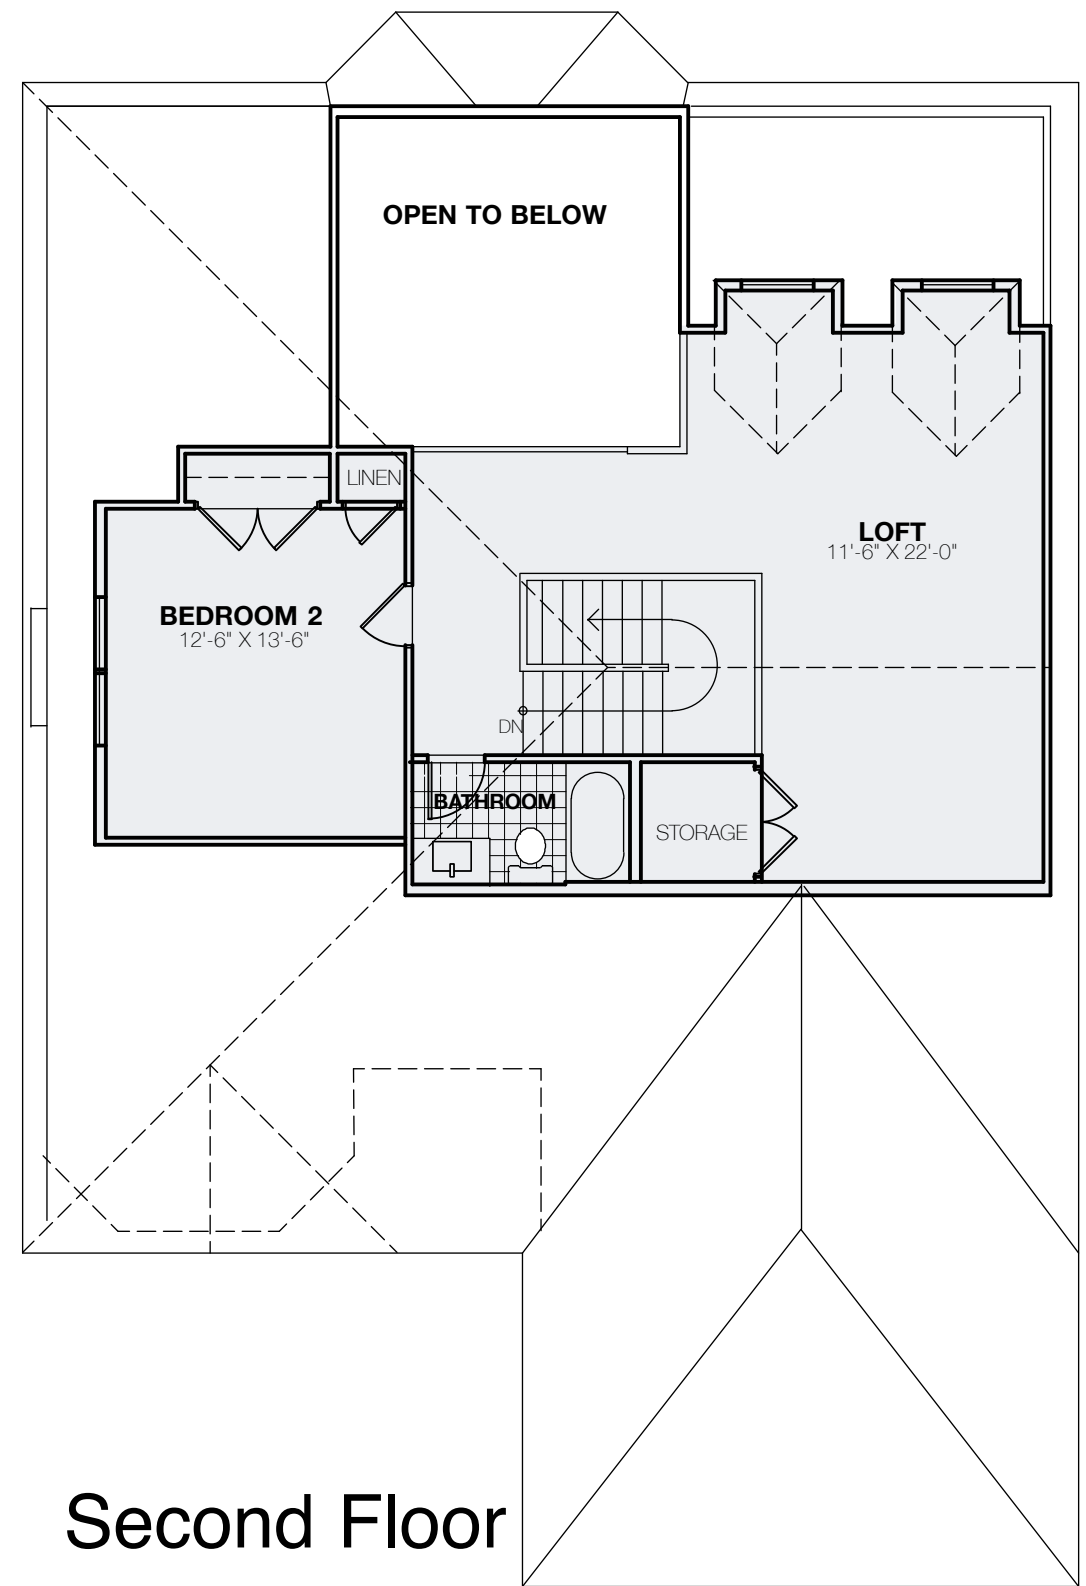 OPEN TO BELOW
LINEN
LOFT
11'-6" X 22'-0"
BEDROOM 2
12'-6" X 13'-6"
DN
BATHROOM
STORAGE
Second Floor